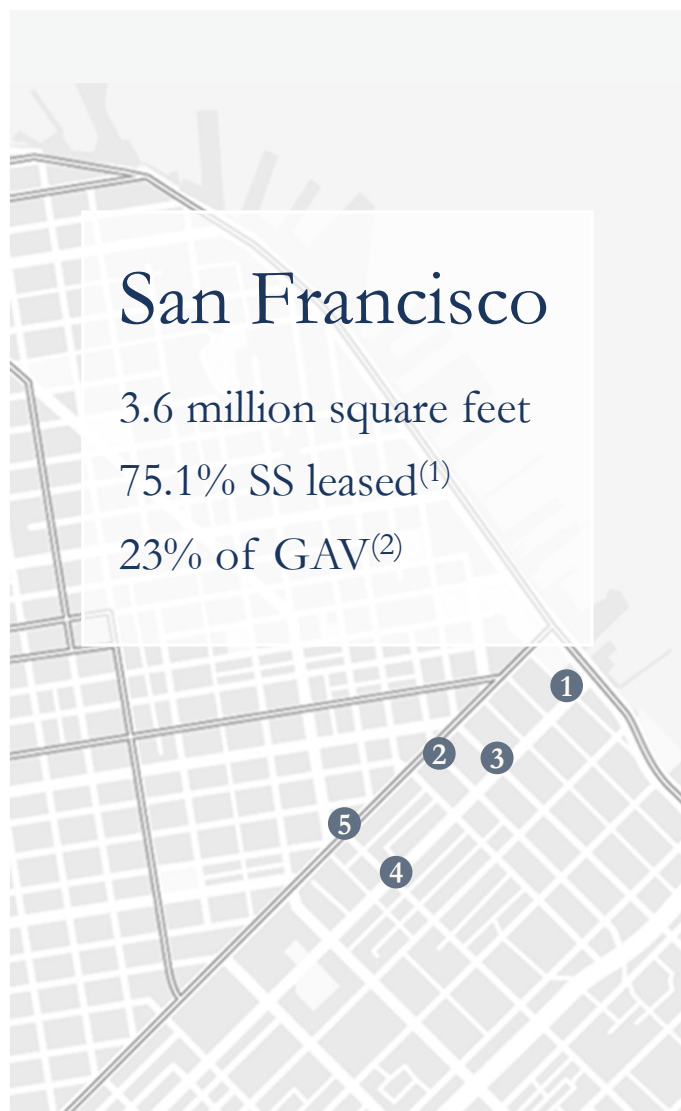 San Francisco
3.6 million square feet
75.1% SS leased(1)
23% of GAV(2)
1
2
3
5
4